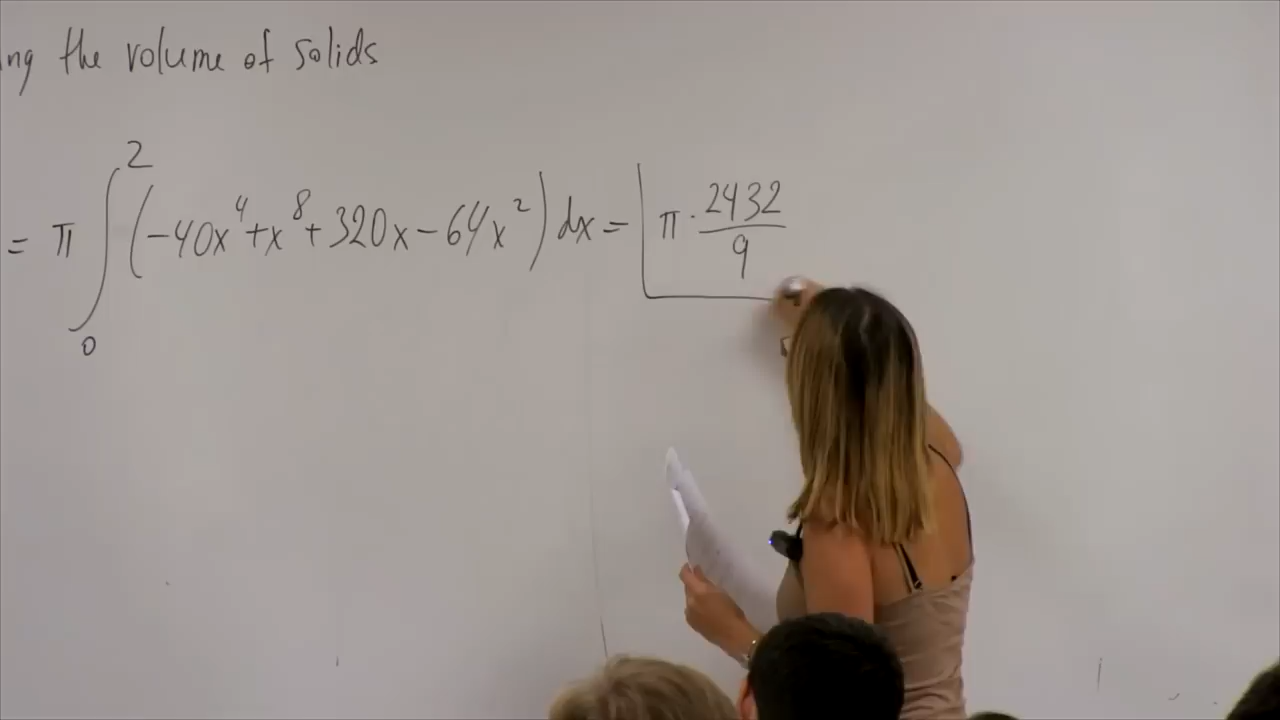 ng the volume of solids
= π ∫₀² (-40x⁴+x⁸+320x-64x²) dx = π · 2432/9